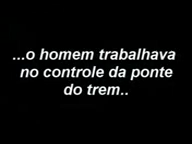 ...o homem trabalhava
no controle da ponte
do trem..